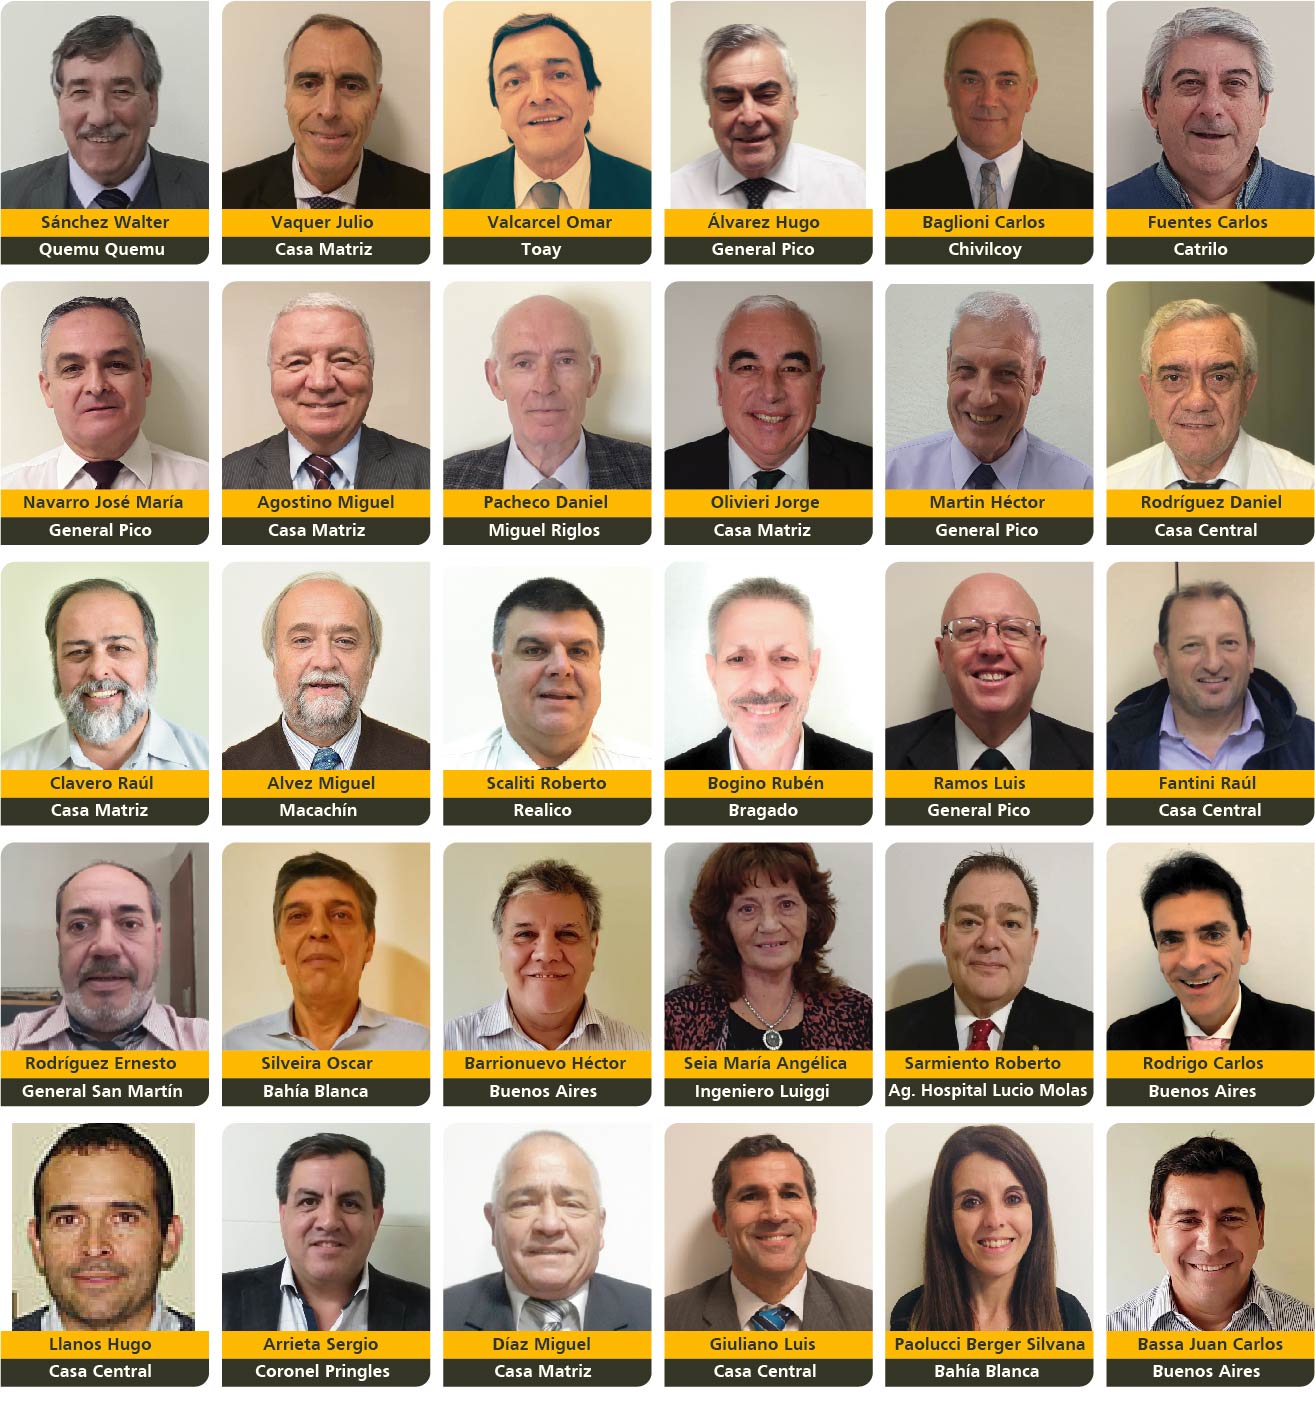 Sánchez Walter
Quemu Quemu
Vaquer Julio
Casa Matriz
Valcarcel Omar
Toay
Álvarez Hugo
General Pico
Baglioni Carlos
Chivilcoy
Fuentes Carlos
Catrilo
Navarro José María
General Pico
Agostino Miguel
Casa Matriz
Pacheco Daniel
Miguel Riglos
Olivieri Jorge
Casa Matriz
Martin Héctor
General Pico
Rodríguez Daniel
Casa Central
Clavero Raúl
Casa Matriz
Alvez Miguel
Macachín
Scaliti Roberto
Realico
Bogino Rubén
Bragado
Ramos Luis
General Pico
Fantini Raúl
Casa Central
Rodríguez Ernesto
General San Martín
Silveira Oscar
Bahía Blanca
Barrionuevo Héctor
Buenos Aires
Seia María Angélica
Ingeniero Luiggi
Sarmiento Roberto
Ag. Hospital Lucio Molas
Rodrigo Carlos
Buenos Aires
Llanos Hugo
Casa Central
Arrieta Sergio
Coronel Pringles
Díaz Miguel
Casa Matriz
Giuliano Luis
Casa Central
Paolucci Berger Silvana
Bahía Blanca
Bassa Juan Carlos
Buenos Aires